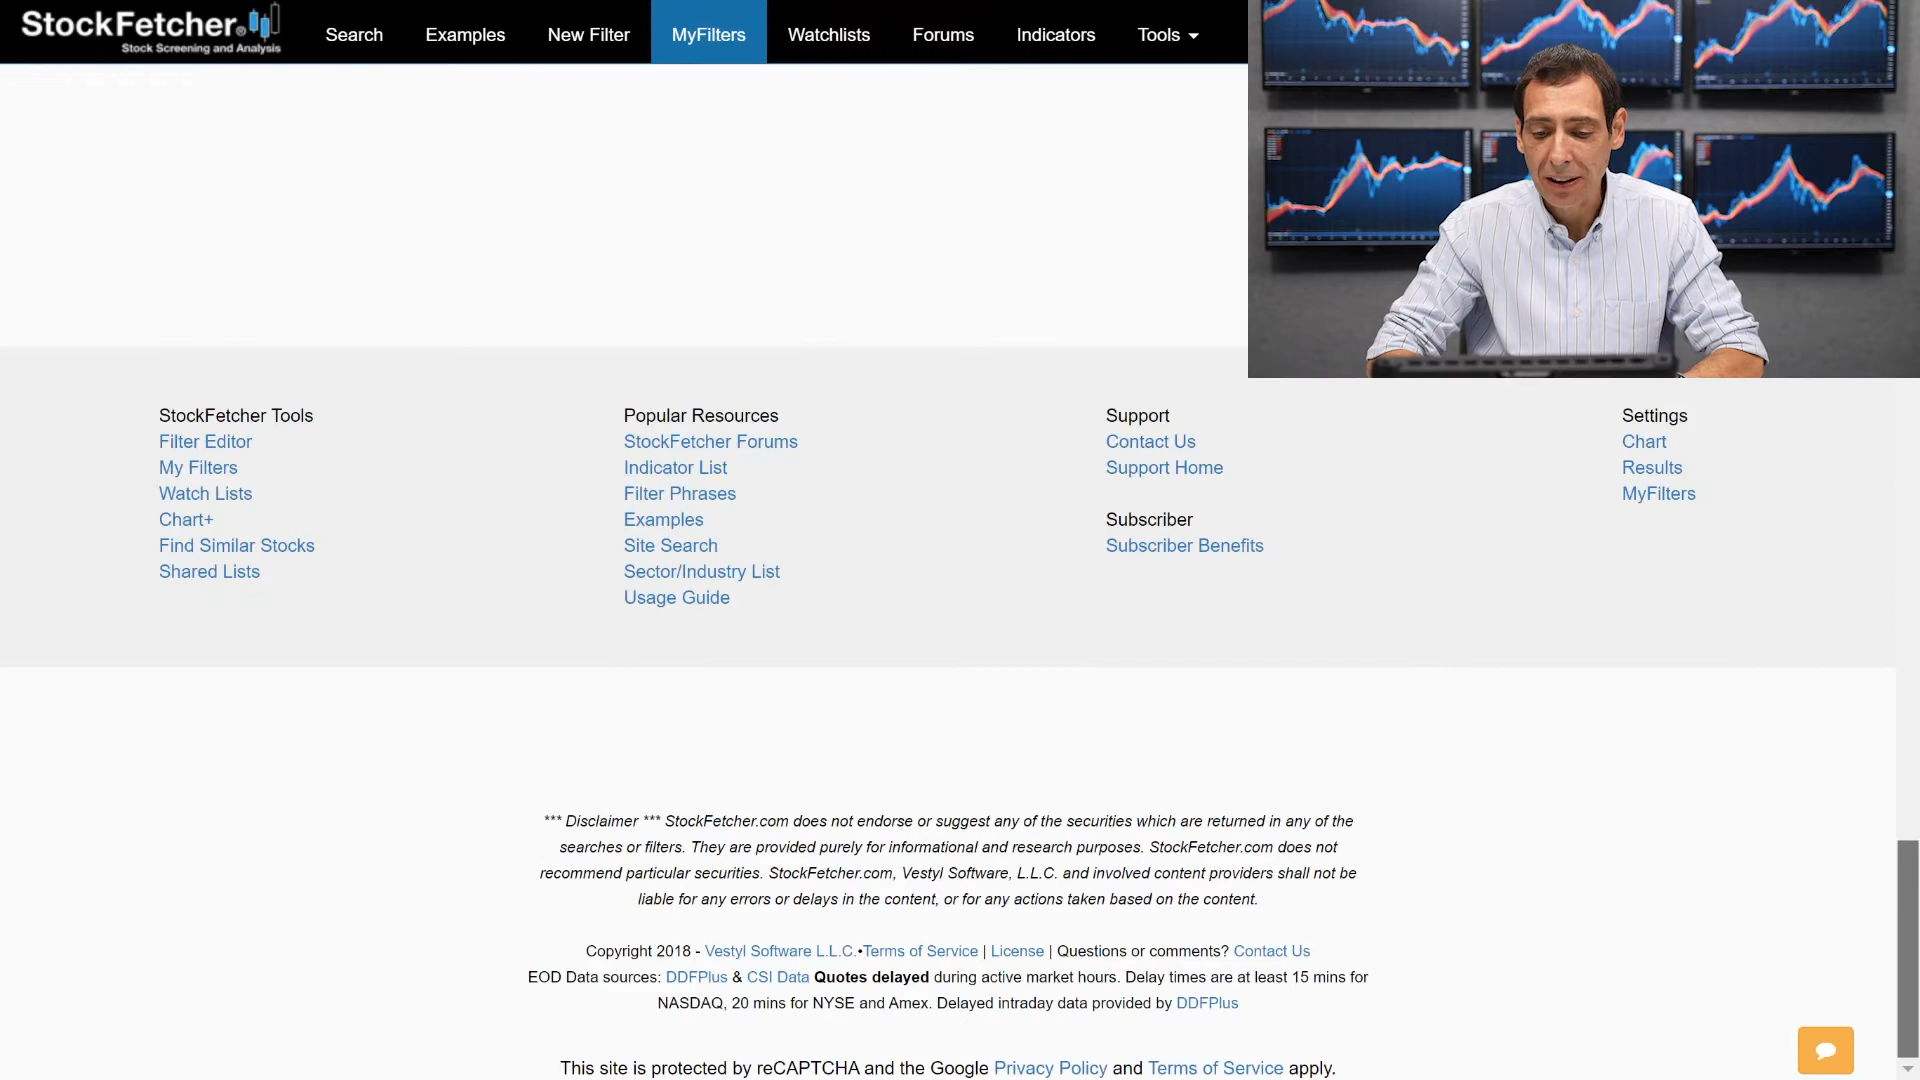 StockFetcher®
Stock Screening and Analysis
Search Examples New Filter MyFilters Watchlists Forums Indicators Tools
StockFetcher Tools
Filter Editor
My Filters
Watch Lists
Chart+
Find Similar Stocks
Shared Lists
Popular Resources
StockFetcher Forums
Indicator List
Filter Phrases
Examples
Site Search
Sector/Industry List
Usage Guide
Support
Contact Us
Support Home
Subscriber
Subscriber Benefits
Settings
Chart
Results
MyFilters
*** Disclaimer *** StockFetcher.com does not endorse or suggest any of the securities which are returned in any of the
searches or filters. They are provided purely for informational and research purposes. StockFetcher.com does not
recommend particular securities. StockFetcher.com, Vestyl Software, L.L.C. and involved content providers shall not be
liable for any errors or delays in the content, or for any actions taken based on the content.
Copyright 2018 - Vestyl Software L.L.C.•Terms of Service | License | Questions or comments? Contact Us
EOD Data sources: DDFPlus & CSI Data Quotes delayed during active market hours. Delay times are at least 15 mins for
NASDAQ, 20 mins for NYSE and Amex. Delayed intraday data provided by DDFPlus
This site is protected by reCAPTCHA and the Google Privacy Policy and Terms of Service apply.